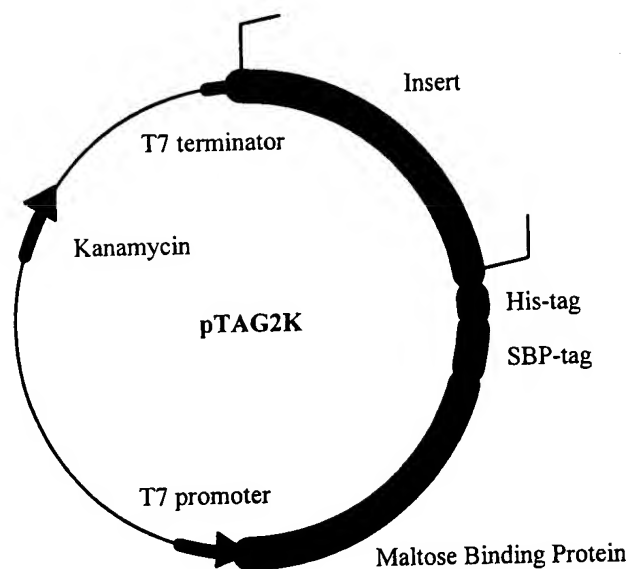 Insert
T7 terminator
Kanamycin
His-tag
pTAG2K
SBP-tag
T7 promoter
Maltose Binding Protein